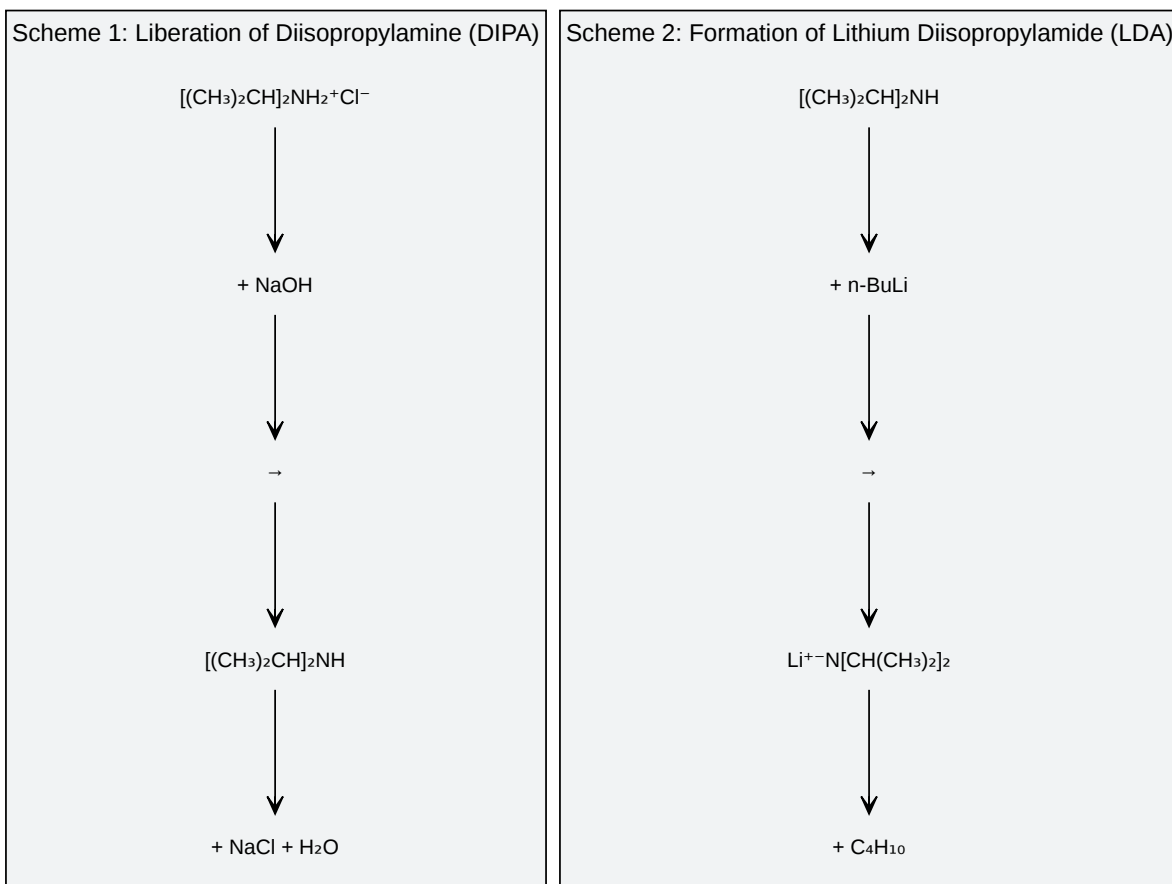 Scheme 1: Liberation of Diisopropylamine (DIPA)
[(CH₃)₂CH]₂NH₂⁺Cl⁻
+ NaOH
→
[(CH₃)₂CH]₂NH
+ NaCl + H₂O
Scheme 2: Formation of Lithium Diisopropylamide (LDA)
[(CH₃)₂CH]₂NH
+ n-BuLi
→
Li⁺⁻N[CH(CH₃)₂]₂
+ C₄H₁₀